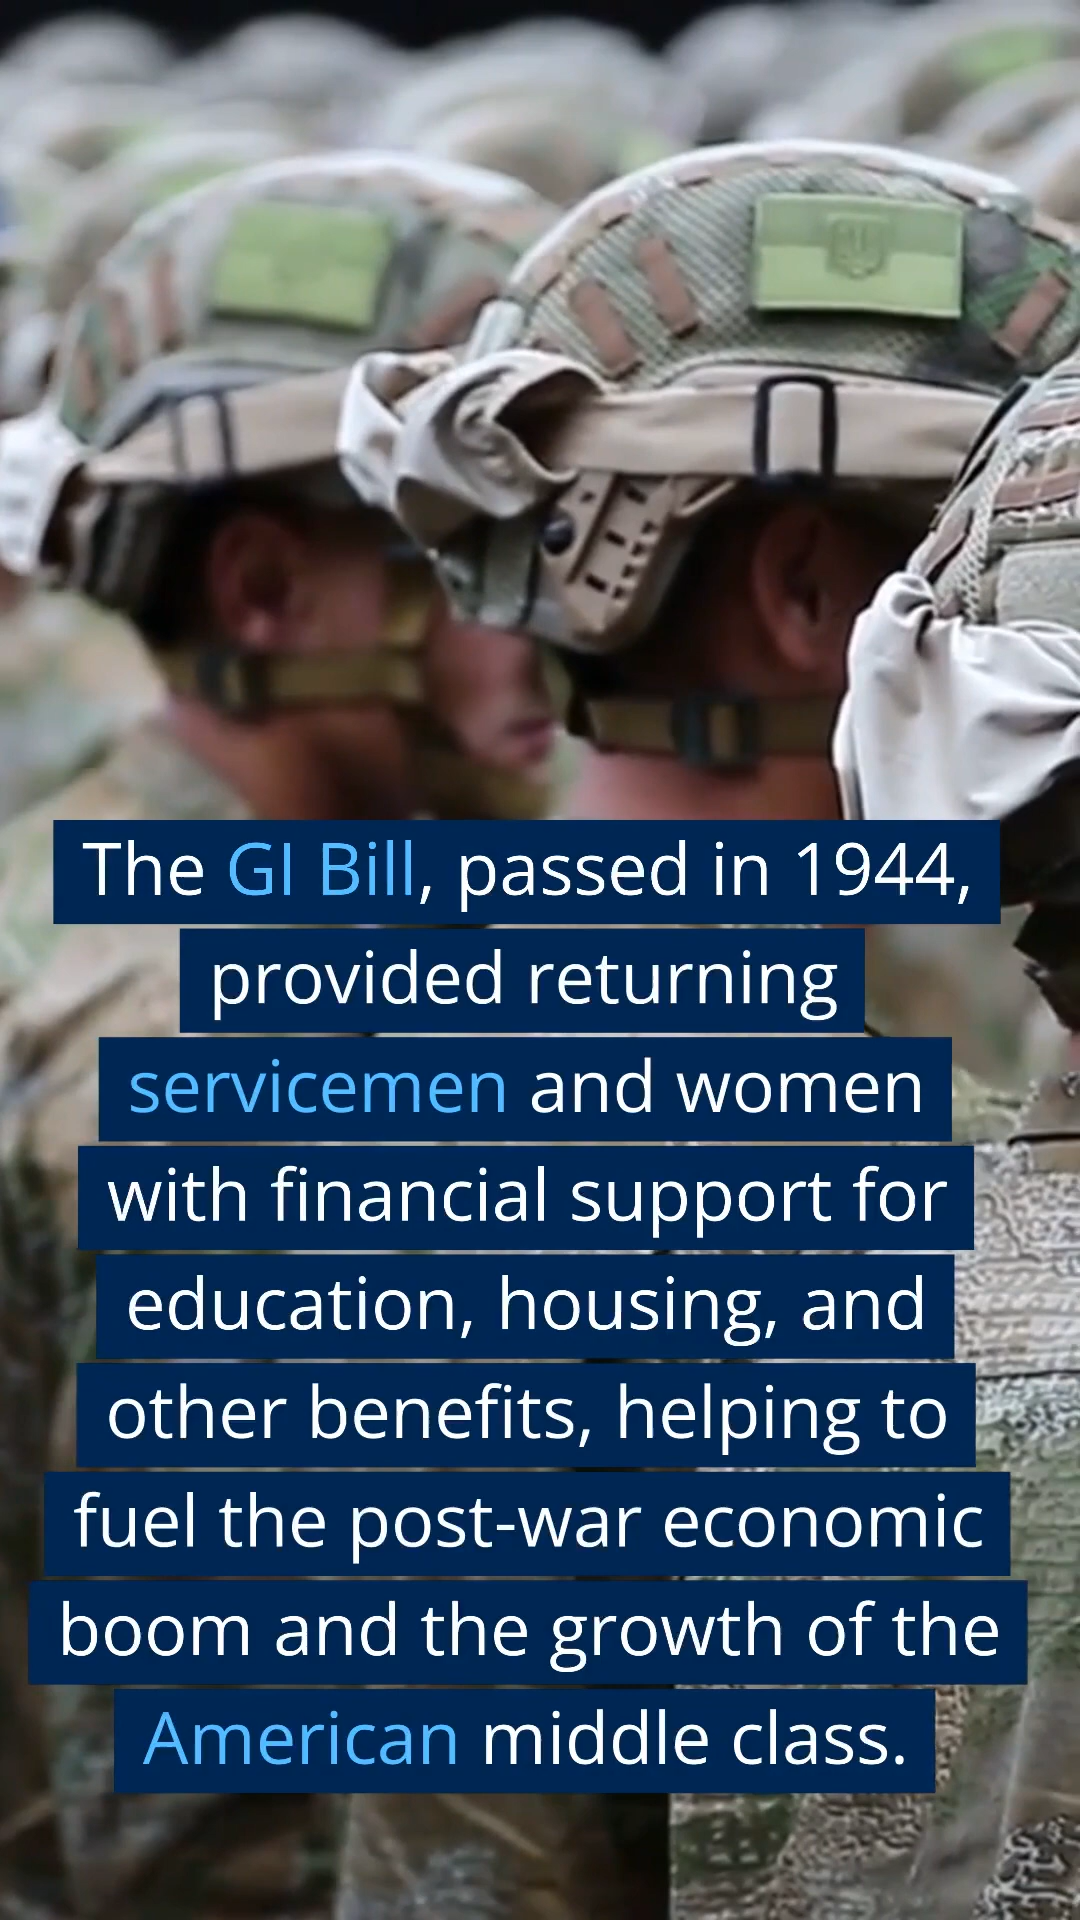 The GI Bill, passed in 1944,
provided returning
servicemen and women
with financial support for
education, housing, and
other benefits, helping to
fuel the post-war economic
boom and the growth of the
American middle class.